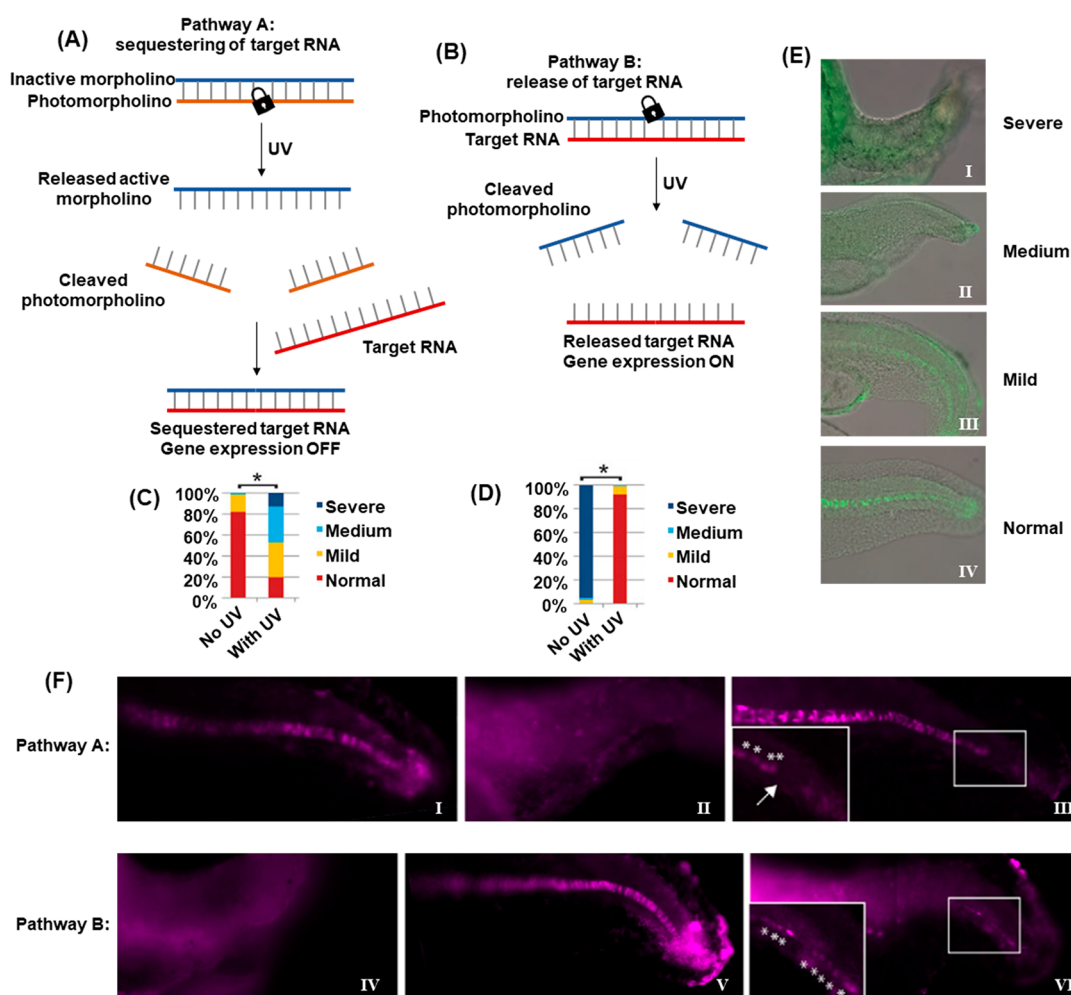 (A)
Pathway A:
sequestering of target RNA
Inactive morpholino
Photomorpholino
UV
Released active
morpholino
Cleaved
photomorpholino
Target RNA
Sequestered target RNA
Gene expression OFF
(B)
Pathway B:
release of target RNA
Photomorpholino
Target RNA
UV
Cleaved
photomorpholino
Released target RNA
Gene expression ON
(E)
I
Severe
II
Medium
III
Mild
IV
Normal
(C)
*
100%
80%
60%
40%
20%
0%
No UV
With UV
Severe
Medium
Mild
Normal
(D)
*
100%
80%
60%
40%
20%
0%
No UV
With UV
Severe
Medium
Mild
Normal
(F)
Pathway A:
I
II
* * **
III
Pathway B:
IV
V
***
*****
VI